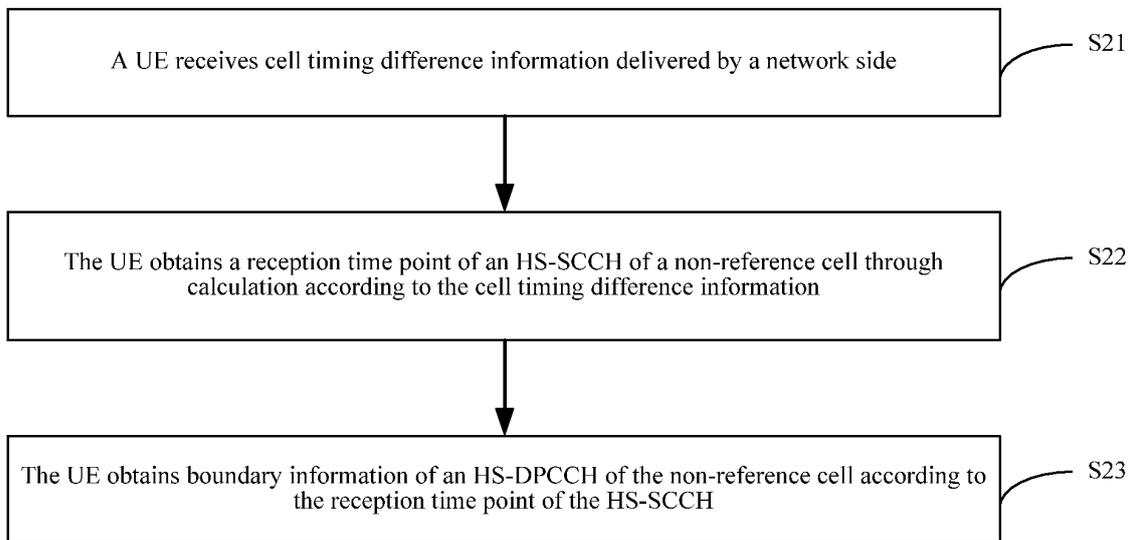 A UE receives cell timing difference information delivered by a network side
S21
The UE obtains a reception time point of an HS-SCCH of a non-reference cell through
calculation according to the cell timing difference information
S22
The UE obtains boundary information of an HS-DPCCH of the non-reference cell according to
the reception time point of the HS-SCCH
S23